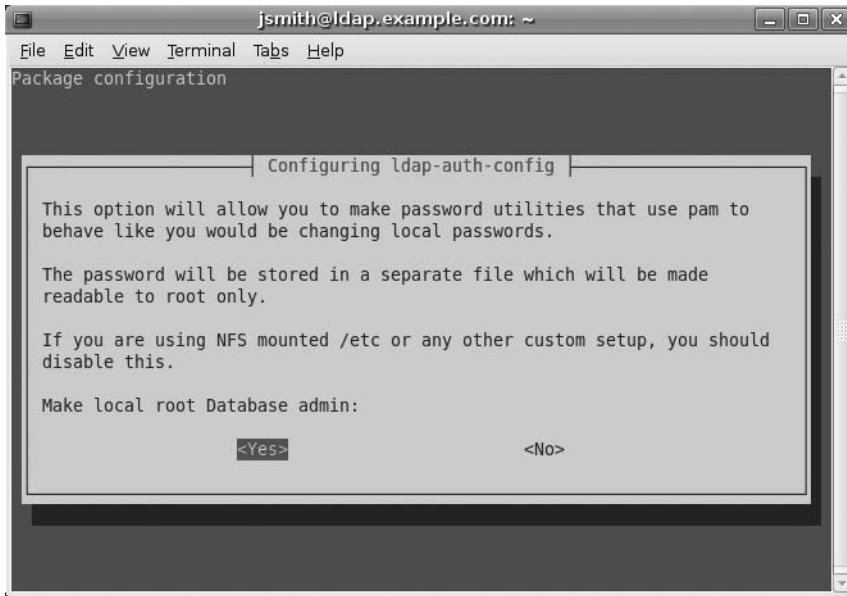 jsmith@ldap.example.com: ~
File Edit View Terminal Tabs Help
Package configuration
Configuring ldap-auth-config
This option will allow you to make password utilities that use pam to
behave like you would be changing local passwords.
The password will be stored in a separate file which will be made
readable to root only.
If you are using NFS mounted /etc or any other custom setup, you should
disable this.
Make local root Database admin:
<Yes> <No>